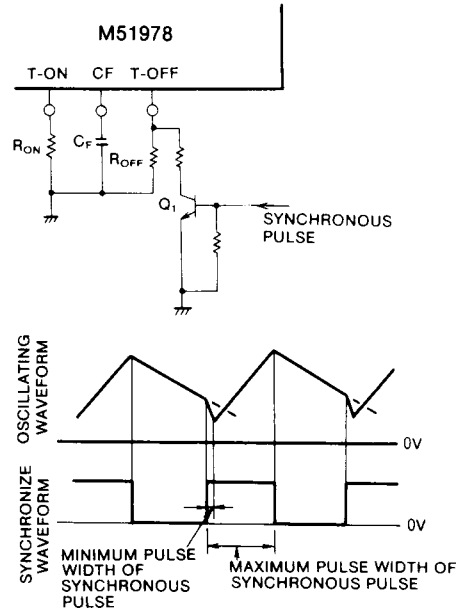 M51978
T-ON CF T-OFF
RON
CF
ROFF
Q1
SYNCHRONOUS
PULSE
OSCILLATING
WAVEFORM
0V
SYNCHRONIZE
WAVEFORM
0V
MINIMUM PULSE
WIDTH OF
SYNCHRONOUS
PULSE
MAXIMUM PULSE WIDTH OF
SYNCHRONOUS PULSE